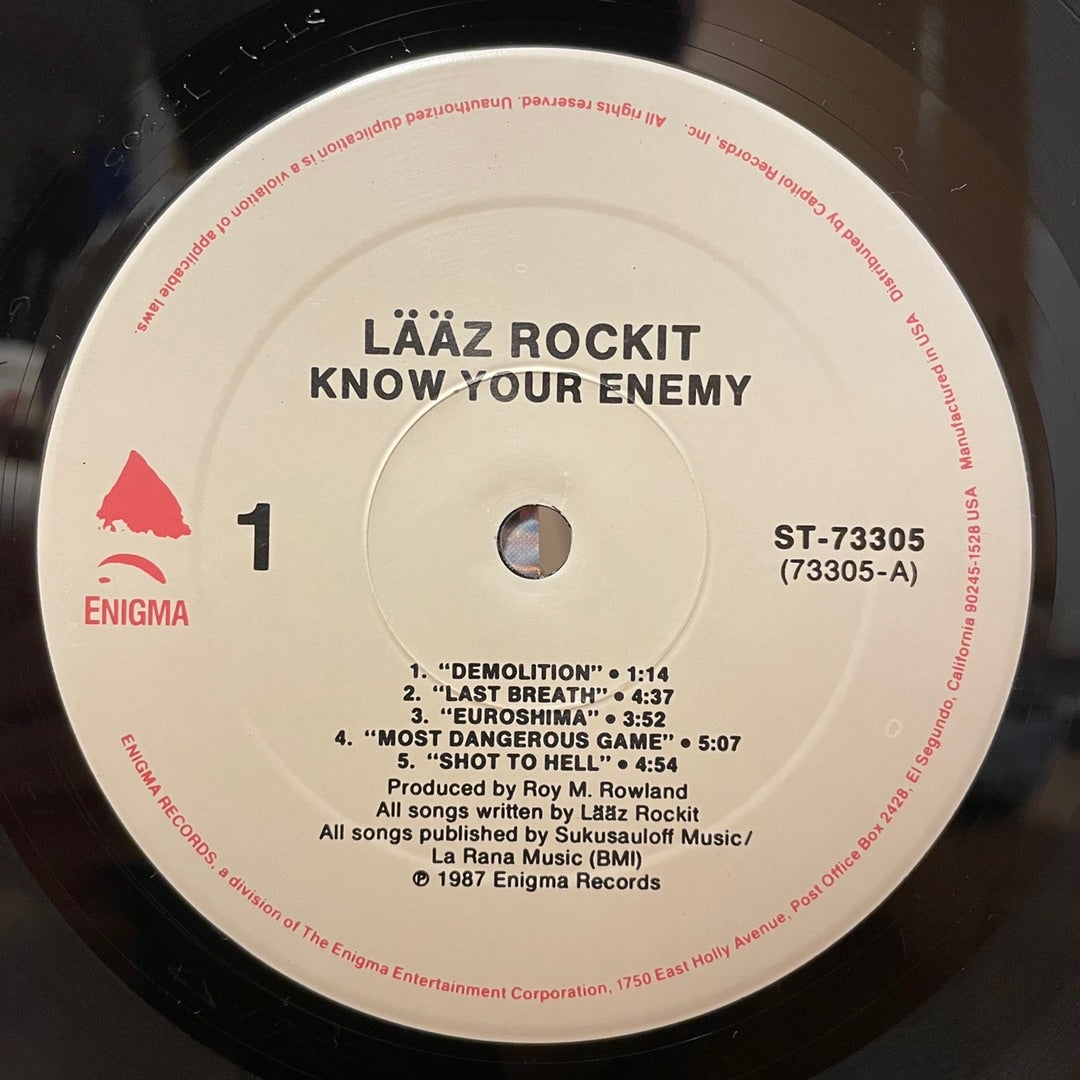 LÄÄZ ROCKIT
KNOW YOUR ENEMY
1
ENIGMA
ST-73305
(73305-A)
1. “DEMOLITION” • 1:14
2. “LAST BREATH” • 4:37
3. “EUROSHIMA” • 3:52
4. “MOST DANGEROUS GAME” • 5:07
5. “SHOT TO HELL” • 4:54
Produced by Roy M. Rowland
All songs written by Lääz Rockit
All songs published by Sukusauloff Music/
La Rana Music (BMI)
℗ 1987 Enigma Records
ENIGMA RECORDS, a division of The Enigma Entertainment Corporation, 1750 East Holly Avenue, Post Office Box 2428, El Segundo, California 90245-1528 USA Manufactured in USA Distributed by Capitol Records, Inc. All rights reserved. Unauthorized duplication is a violation of applicable laws.